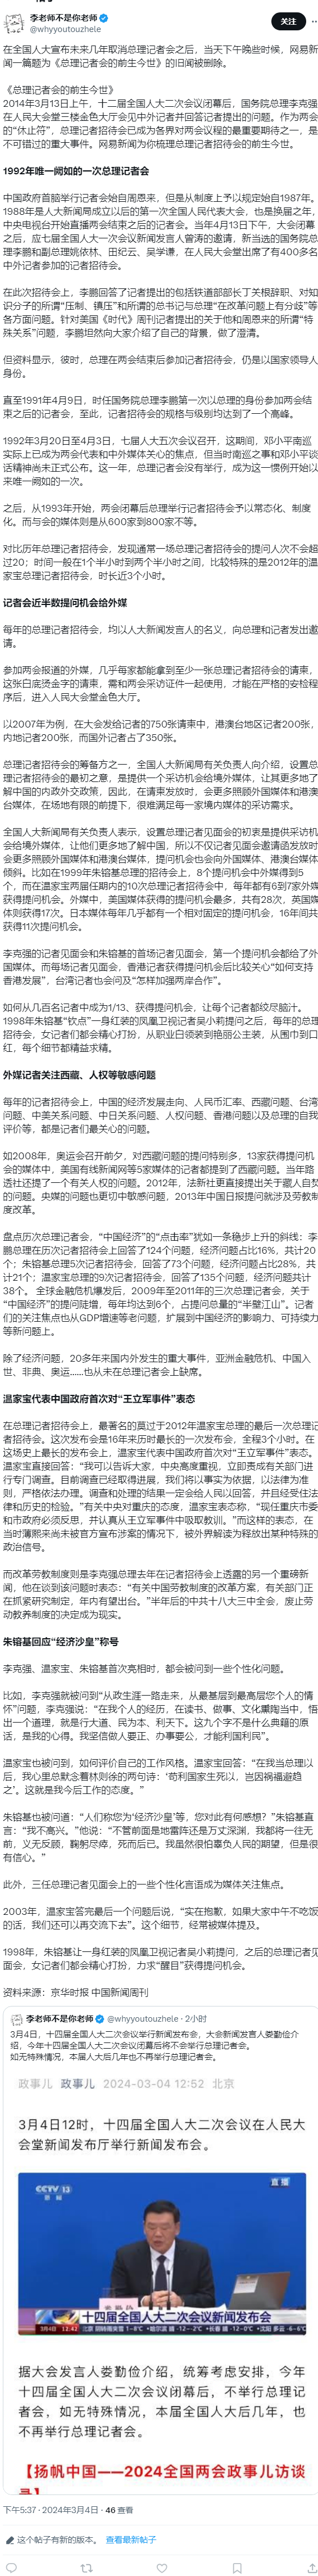 李老师不是你老师
@whyyoutouzhele
关注
在全国人大宣布未来几年取消总理记者会之后，当天下午晚些时候，网易新
闻一篇题为《总理记者会的前生今世》的旧闻被删除。
《总理记者会的前生今世》
2014年3月13日上午，十二届全国人大二次会议闭幕后，国务院总理李克强
在人民大会堂三楼金色大厅会见中外记者并回答记者提出的问题。作为两会
的“休止符”，总理记者招待会已成为各界对两会议程的最重要期待之一，是
不可错过的重大事件。网易新闻为你梳理总理记者招待会的前生今世。
1992年唯一阙如的一次总理记者会
中国政府首脑举行记者会始自周恩来，但是从制度上予以规定始自1987年。
1988年是人大新闻局成立以后的第一次全国人民代表大会，也是换届之年，
中央电视台开始直播两会结束之后的记者会。当年4月13日下午，大会闭幕
之后，应七届全国人大一次会议新闻发言人曾涛的邀请，新当选的国务院总
理李鹏和副总理姚依林、田纪云、吴学谦，在人民大会堂出席了有400多名
中外记者参加的记者招待会。
在此次招待会上，李鹏回答了记者提出的包括铁道部部长丁关根辞职、对知
识分子的所谓“压制、镇压”和所谓的总书记与总理“在改革问题上有分歧”等
各方面问题。针对美国《时代》周刊记者提出的关于他和周恩来的所谓“特
殊关系”问题，李鹏坦然向大家介绍了自己的背景，做了澄清。
但资料显示，彼时，总理在两会结束后参加记者招待会，仍是以国家领导人
身份。
直至1991年4月9日，时任国务院总理李鹏第一次以总理的身份参加两会结
束之后的记者会，至此，记者招待会的规格与级别均达到了一个高峰。
1992年3月20日至4月3日，七届人大五次会议召开，这期间，邓小平南巡
实际上已成为两会代表和中外媒体关心的焦点，但当时南巡之事和邓小平谈
话精神尚未正式公布。这一年，总理记者会没有举行，成为这一惯例开始以
来唯一阙如的一次。
之后，从1993年开始，两会闭幕后总理举行记者招待会予以常态化、制度
化。而与会的媒体则是从600家到800家不等。
对比历年总理记者招待会，发现通常一场总理记者招待会的提问人次不会超
过20；时间一般在1个半小时到两个半小时之间，比较特殊的是2012年的温
家宝总理记者招待会，时长近3个小时。
记者会近半数提问机会给外媒
每年的总理记者招待会，均以人大新闻发言人的名义，向总理和记者发出邀
请。
参加两会报道的外媒，几乎每家都能拿到至少一张总理记者招待会的请柬，
这张白底烫金字的请柬，需和两会采访证件一起使用，才能在严格的安检程
序后，进入人民大会堂金色大厅。
以2007年为例，在大会发给记者的750张请柬中，港澳台地区记者200张，
内地记者200张，而国外记者占了350张。
总理记者招待会的筹备方之一，全国人大新闻局有关负责人向介绍，设置总
理记者招待会的最初之意，是提供一个采访机会给境外媒体，让其更多地了
解中国的内政外交政策，因此，在请柬发放时，会更多照顾外国媒体和港澳
台媒体，在场地有限的前提下，很难满足每一家境内媒体的采访需求。
全国人大新闻局有关负责人表示，设置总理记者见面会的初衷是提供采访机
会给境外媒体，让他们更多地了解中国，所以不仅记者见面会邀请函发放时
会更多照顾外国媒体和港澳台媒体，提问机会也会向外国媒体、港澳台媒体
倾斜。比如在1999年朱镕基总理的招待会上，8个提问机会中外媒得到5
个，而在温家宝两届任期内的10次总理记者招待会中，每年都有6到7家外媒
获得提问机会。外媒中，美国媒体获得的提问机会最多，共有28次，英国媒
体则获得17次。日本媒体每年几乎都有一个相对固定的提问机会，16年间共
获得11次提问机会。
李克强的记者见面会和朱镕基的首场记者见面会，第一个提问机会都给了外
国媒体。而每场记者见面会，香港记者获得提问机会后比较关心“如何支持
香港发展”，台湾记者也会问及“怎样加强两岸合作”。
如何从几百名记者中成为1/13、获得提问机会，让每个记者都绞尽脑汁。
1998年朱镕基“钦点”一身红装的凤凰卫视记者吴小莉提问之后，每年的总理
招待会，女记者们都会精心打扮，从职业白领装到艳丽公主装，从围巾到口
红，每个细节都精益求精。
外媒记者关注西藏、人权等敏感问题
每年的记者招待会上，中国的经济发展走向、人民币汇率、西藏问题、台湾
问题、中美关系问题、中日关系问题、人权问题、香港问题以及总理的自我
评价等，都是记者们最关心的问题。
如2008年，奥运会召开前夕，对西藏问题的提问特别多，13家获得提问机
会的媒体中，美国有线新闻网等5家媒体的记者都提到了西藏问题。当年路
透社还提了一个有关人权的问题。2012年，法新社更直接提出关于藏人自焚
的问题。央媒的问题也更切中敏感问题，2013年中国日报提问就涉及劳教制
度改革。
盘点历次总理记者会，“中国经济”的“点击率”犹如一条稳步上升的斜线：李
鹏总理在历次记者招待会上回答了124个问题，经济问题占比16%，共计20
个；朱镕基总理5次记者招待会，回答了73个问题，经济问题占比28%，共
计21个；温家宝总理的9次记者招待会，回答了135个问题，经济问题共计
38个。 全球金融危机爆发后，2009年至2011年的三次总理记者会，关于
“中国经济”的提问陡增，每年均达到6个，占提问总量的“半壁江山”。记者
们的关注焦点也从GDP增速等老问题，扩展到中国经济的影响力、可持续力
等新问题上。
除了经济问题，20多年来国内外发生的重大事件，亚洲金融危机、中国入
世、非典、奥运……也从未在总理记者会上缺席。
温家宝代表中国政府首次对“王立军事件”表态
在总理记者招待会上，最著名的莫过于2012年温家宝总理的最后一次总理记
者招待会。这次发布会是16年来历时最长的一次发布会，全程3个小时。在
这场史上最长的发布会上，温家宝代表中国政府首次对“王立军事件”表态。
温家宝直接回答：“我可以告诉大家，中央高度重视，立即责成有关部门进
行专门调查。目前调查已经取得进展，我们将以事实为依据，以法律为准
则，严格依法办理。调查和处理的结果一定会给人民以回答，并且经受住法
律和历史的检验。”有关中央对重庆的态度，温家宝表态称，“现任重庆市委
和市政府必须反思，并认真从王立军事件中吸取教训。”而这样的表态，在
当时薄熙来尚未被官方宣布涉案的情况下，被外界解读为释放出某种特殊的
政治信号。
而改革劳教制度则是李克强总理去年在记者招待会上透露的另一个重磅新
闻，他在谈到该问题时表态：“有关中国劳教制度的改革方案，有关部门正
在抓紧研究制定，年内有望出台。”半年后的中共十八大三中全会，废止劳
动教养制度的决定成为现实。
朱镕基回应“经济沙皇”称号
李克强、温家宝、朱镕基首次亮相时，都会被问到一些个性化问题。
比如，李克强就被问到“从政生涯一路走来，从最基层到最高层您个人的情
怀”问题，李克强说：“在我个人的经历，在读书、做事、文化熏陶当中，悟
出一个道理，就是行大道、民为本、利天下。这九个字不是什么典籍的原
话，是我的心得。我坚信做人要正、办事要公，才能利国利民”。
温家宝也被问到，如何评价自己的工作风格。温家宝回答：“在我当总理以
后，我心里总默念着林则徐的两句诗：‘苟利国家生死以，岂因祸福避趋
之’。这就是我今后工作的态度。”
朱镕基也被问道：“人们称您为‘经济沙皇’等，您对此有何感想？”朱镕基直
言：“我不高兴。”他说：“不管前面是地雷阵还是万丈深渊，我都将一往无
前，义无反顾，鞠躬尽瘁，死而后已。我虽然很怕辜负人民的期望，但是很
有信心。”
此外，三任总理记者见面会上的一些个性化言语成为媒体关注焦点。
2003年，温家宝答完最后一个问题后说，“实在抱歉，如果大家中午不吃饭
的话，我们还可以再交流下去”。这个细节，经常被媒体提及。
1998年，朱镕基让一身红装的凤凰卫视记者吴小莉提问，之后的总理记者见
面会，女记者们都会精心打扮，力求“醒目”获得提问机会。
资料来源：京华时报 中国新闻周刊
李老师不是你老师 @whyyoutouzhele · 2小时
3月4日，十四届全国人大二次会议举行新闻发布会，大会新闻发言人娄勤俭介
绍，今年十四届全国人大二次会议闭幕后将不会举行总理记者会。
如无特殊情况，本届人大后几年也不再举行总理记者会。
政事儿 政事儿 2024-03-04 12:52 北京
3月4日12时，十四届全国人大二次会议在人民大
会堂新闻发布厅举行新闻发布会。
CCTV 13
直播
十四届全国人大二次会议新闻发布会
3月4日 12:42
据大会发言人娄勤俭介绍，统筹考虑安排，今年
十四届全国人大二次会议闭幕后，不举行总理记
者会，如无特殊情况，本届全国人大后几年，也
不再举行总理记者会。
【扬帆中国——2024全国两会政事儿访谈
录】
下午5:37 · 2024年3月4日 · 46 查看
这个帖子有新的版本。 查看最新帖子